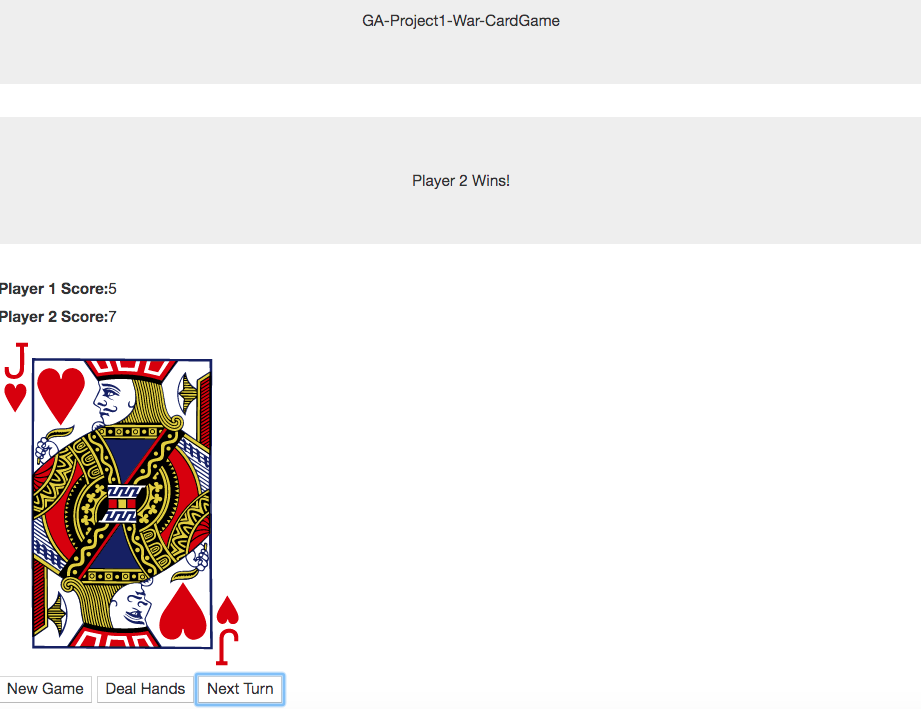 GA-Project1-War-CardGame
Player 2 Wins!
Player 1 Score:5
Player 2 Score:7
J
J
New Game Deal Hands Next Turn